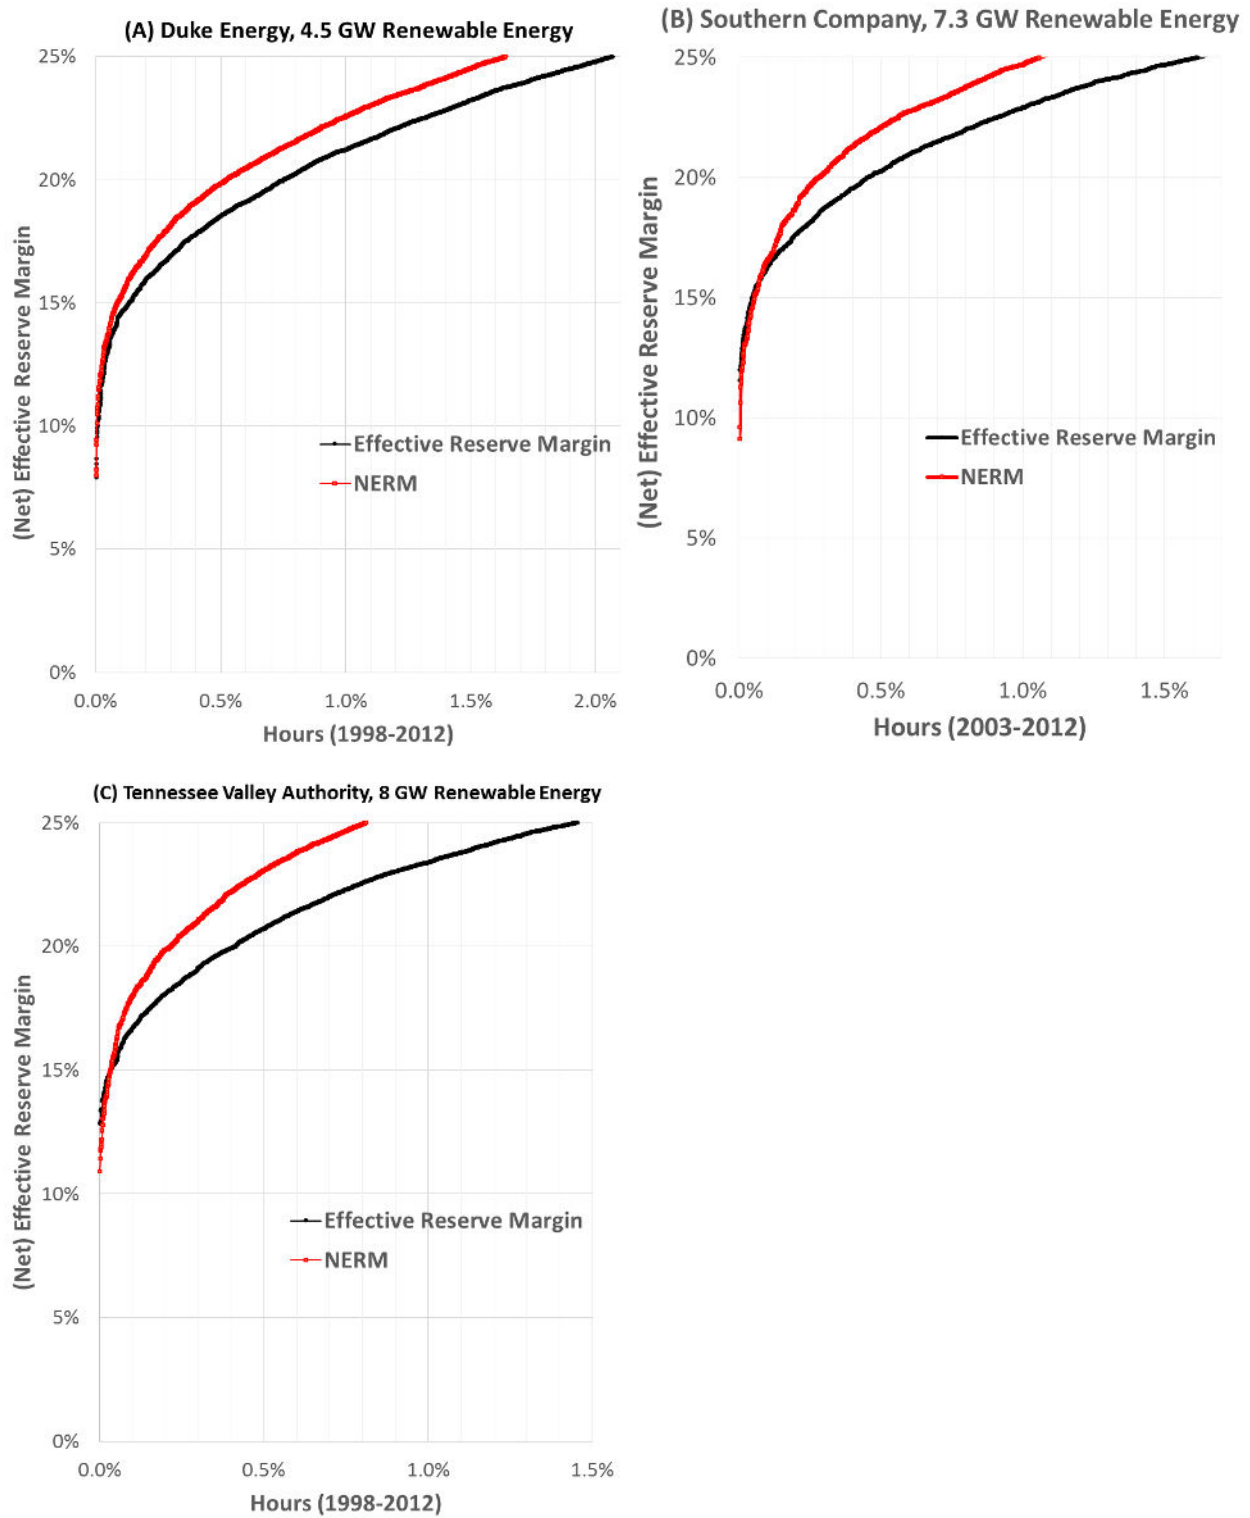 (A) Duke Energy, 4.5 GW Renewable Energy
25%
20%
15%
10%
5%
0%
(Net) Effective Reserve Margin
Effective Reserve Margin
NERM
0.0% 0.5% 1.0% 1.5% 2.0%
Hours (1998-2012)
(B) Southern Company, 7.3 GW Renewable Energy
25%
20%
15%
10%
5%
0%
(Net) Effective Reserve Margin
Effective Reserve Margin
NERM
0.0% 0.5% 1.0% 1.5%
Hours (2003-2012)
(C) Tennessee Valley Authority, 8 GW Renewable Energy
25%
20%
15%
10%
5%
0%
(Net) Effective Reserve Margin
Effective Reserve Margin
NERM
0.0% 0.5% 1.0% 1.5%
Hours (1998-2012)